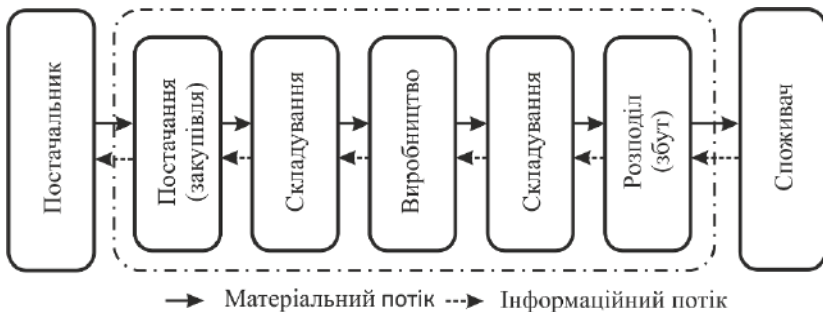 Постачальник
Постачання
(закупівля)
Складування
Виробництво
Складування
Розподіл
(збут)
Споживач
Матеріальний потік
Інформаційний потік